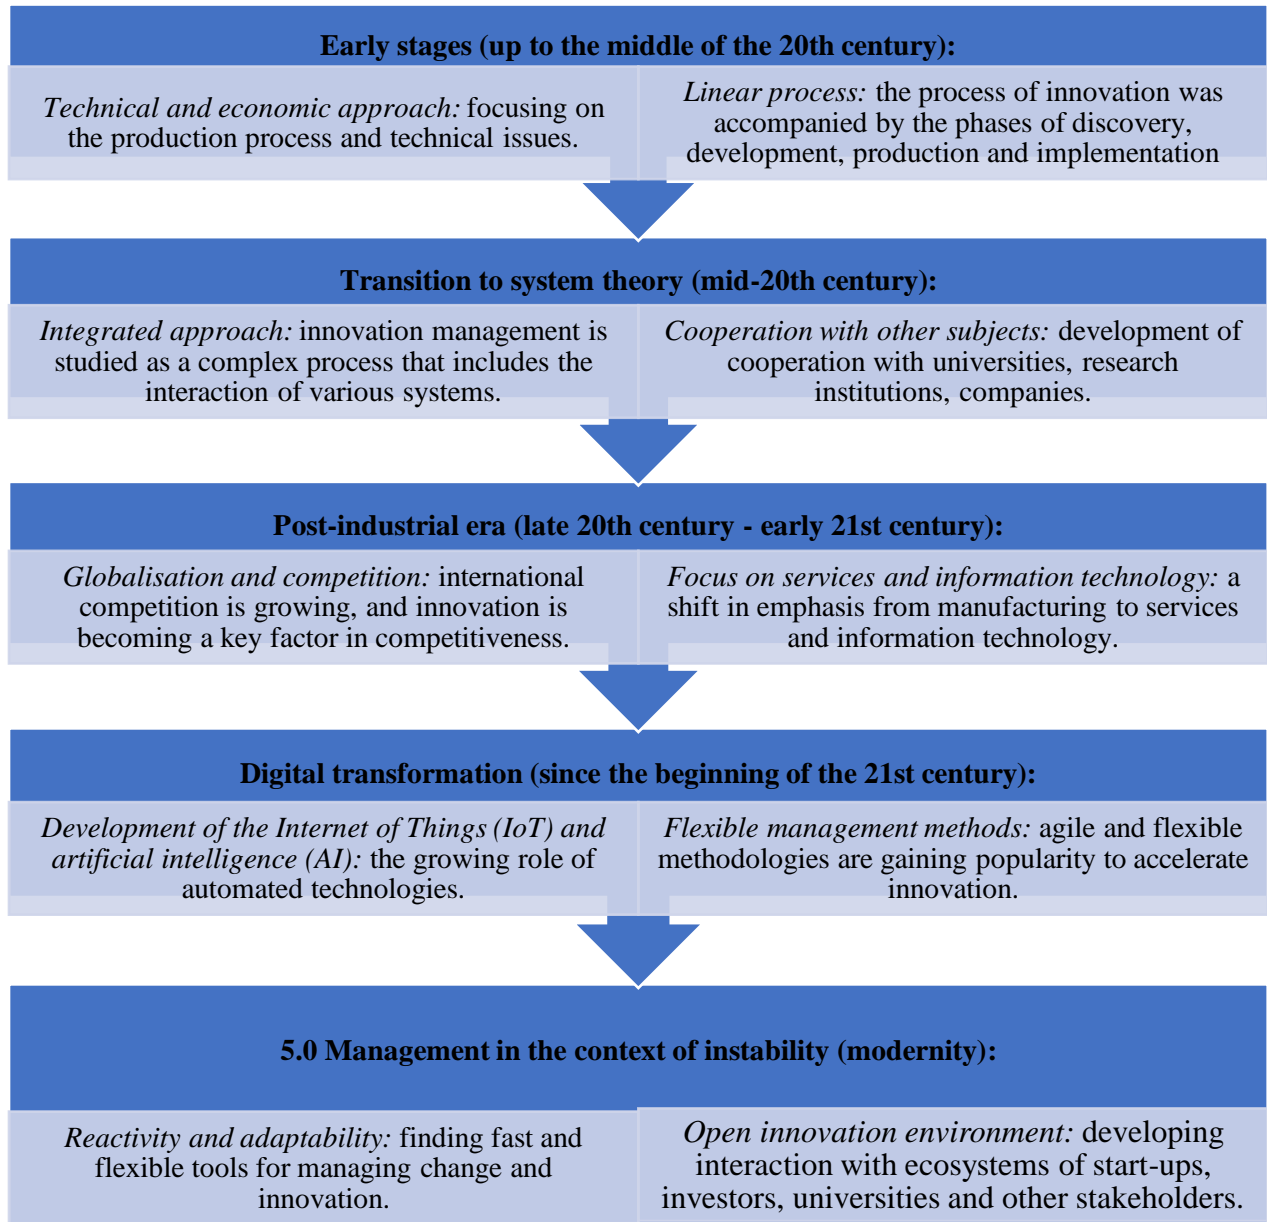 Early stages (up to the middle of the 20th century):
Technical and economic approach: focusing on
the production process and technical issues.
Linear process: the process of innovation was
accompanied by the phases of discovery,
development, production and implementation
Transition to system theory (mid-20th century):
Integrated approach: innovation management is
studied as a complex process that includes the
interaction of various systems.
Cooperation with other subjects: development of
cooperation with universities, research
institutions, companies.
Post-industrial era (late 20th century - early 21st century):
Globalisation and competition: international
competition is growing, and innovation is
becoming a key factor in competitiveness.
Focus on services and information technology: a
shift in emphasis from manufacturing to services
and information technology.
Digital transformation (since the beginning of the 21st century):
Development of the Internet of Things (IoT) and
artificial intelligence (AI): the growing role of
automated technologies.
Flexible management methods: agile and flexible
methodologies are gaining popularity to accelerate
innovation.
5.0 Management in the context of instability (modernity):
Reactivity and adaptability: finding fast and
flexible tools for managing change and
innovation.
Open innovation environment: developing
interaction with ecosystems of start-ups,
investors, universities and other stakeholders.